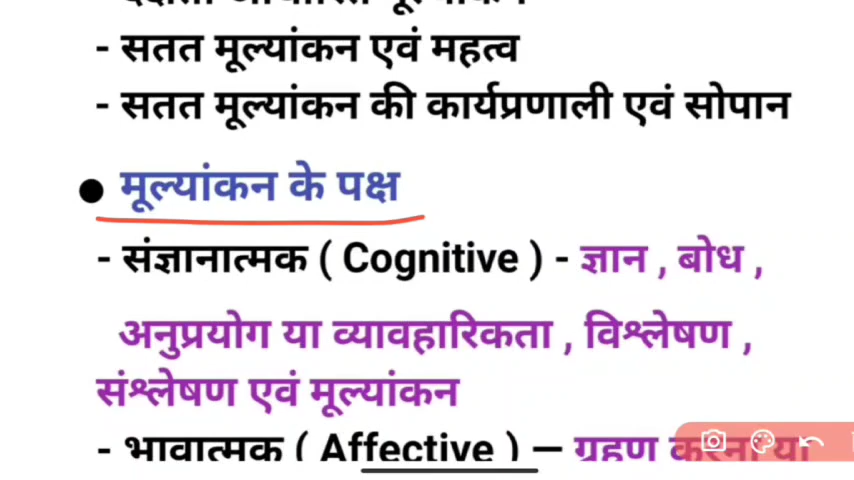 - सतत मूल्यांकन एवं महत्व
- सतत मूल्यांकन की कार्यप्रणाली एवं सोपान
● मूल्यांकन के पक्ष
- संज्ञानात्मक ( Cognitive ) - ज्ञान , बोध ,
अनुप्रयोग या व्यावहारिकता , विश्लेषण ,
संश्लेषण एवं मूल्यांकन
- भावात्मक ( Affective ) – ग्रहण करना या